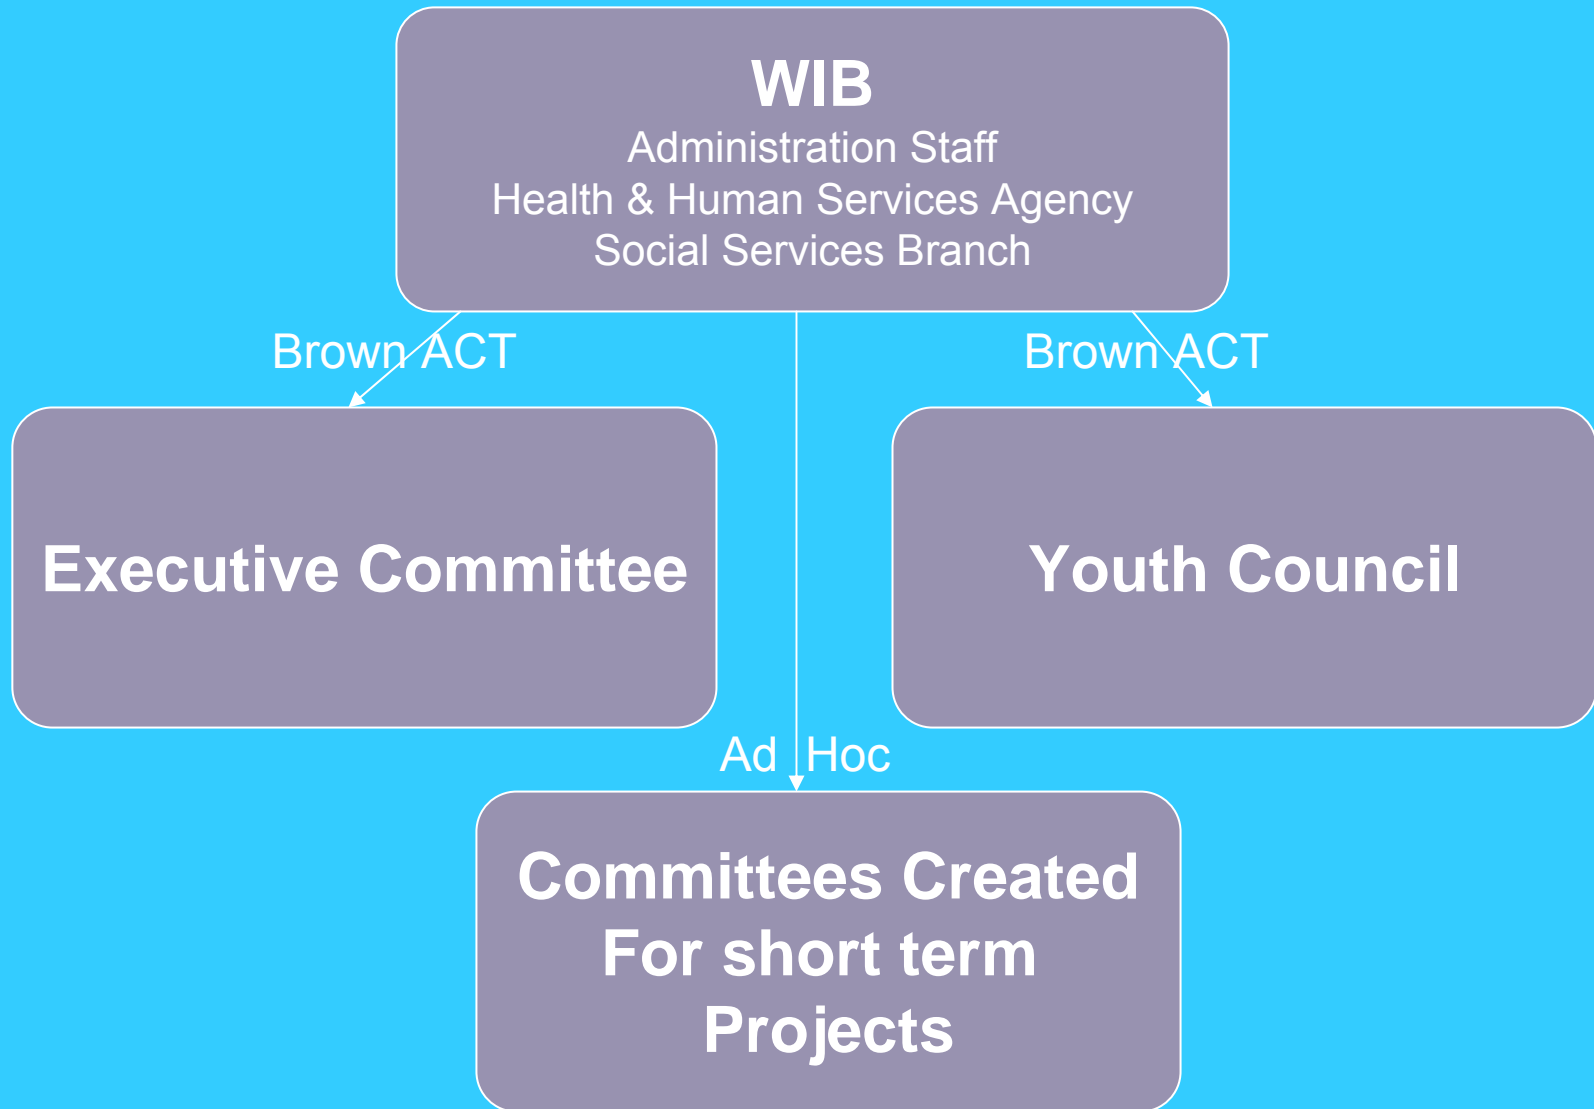 WIB
Administration Staff
Health & Human Services Agency
Social Services Branch
Brown ACT
Brown ACT
Executive Committee
Youth Council
Ad Hoc
Committees Created
For short term
Projects